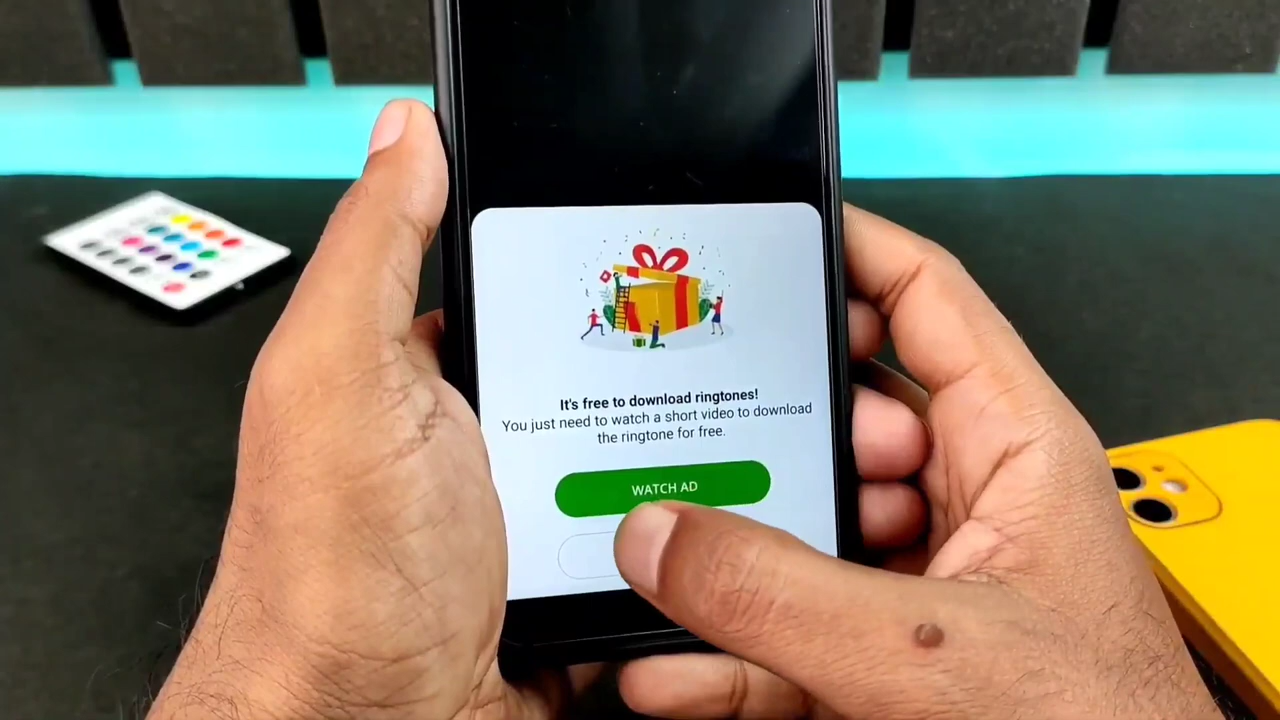 It's free to download ringtones!
You just need to watch a short video to download
the ringtone for free.
WATCH AD